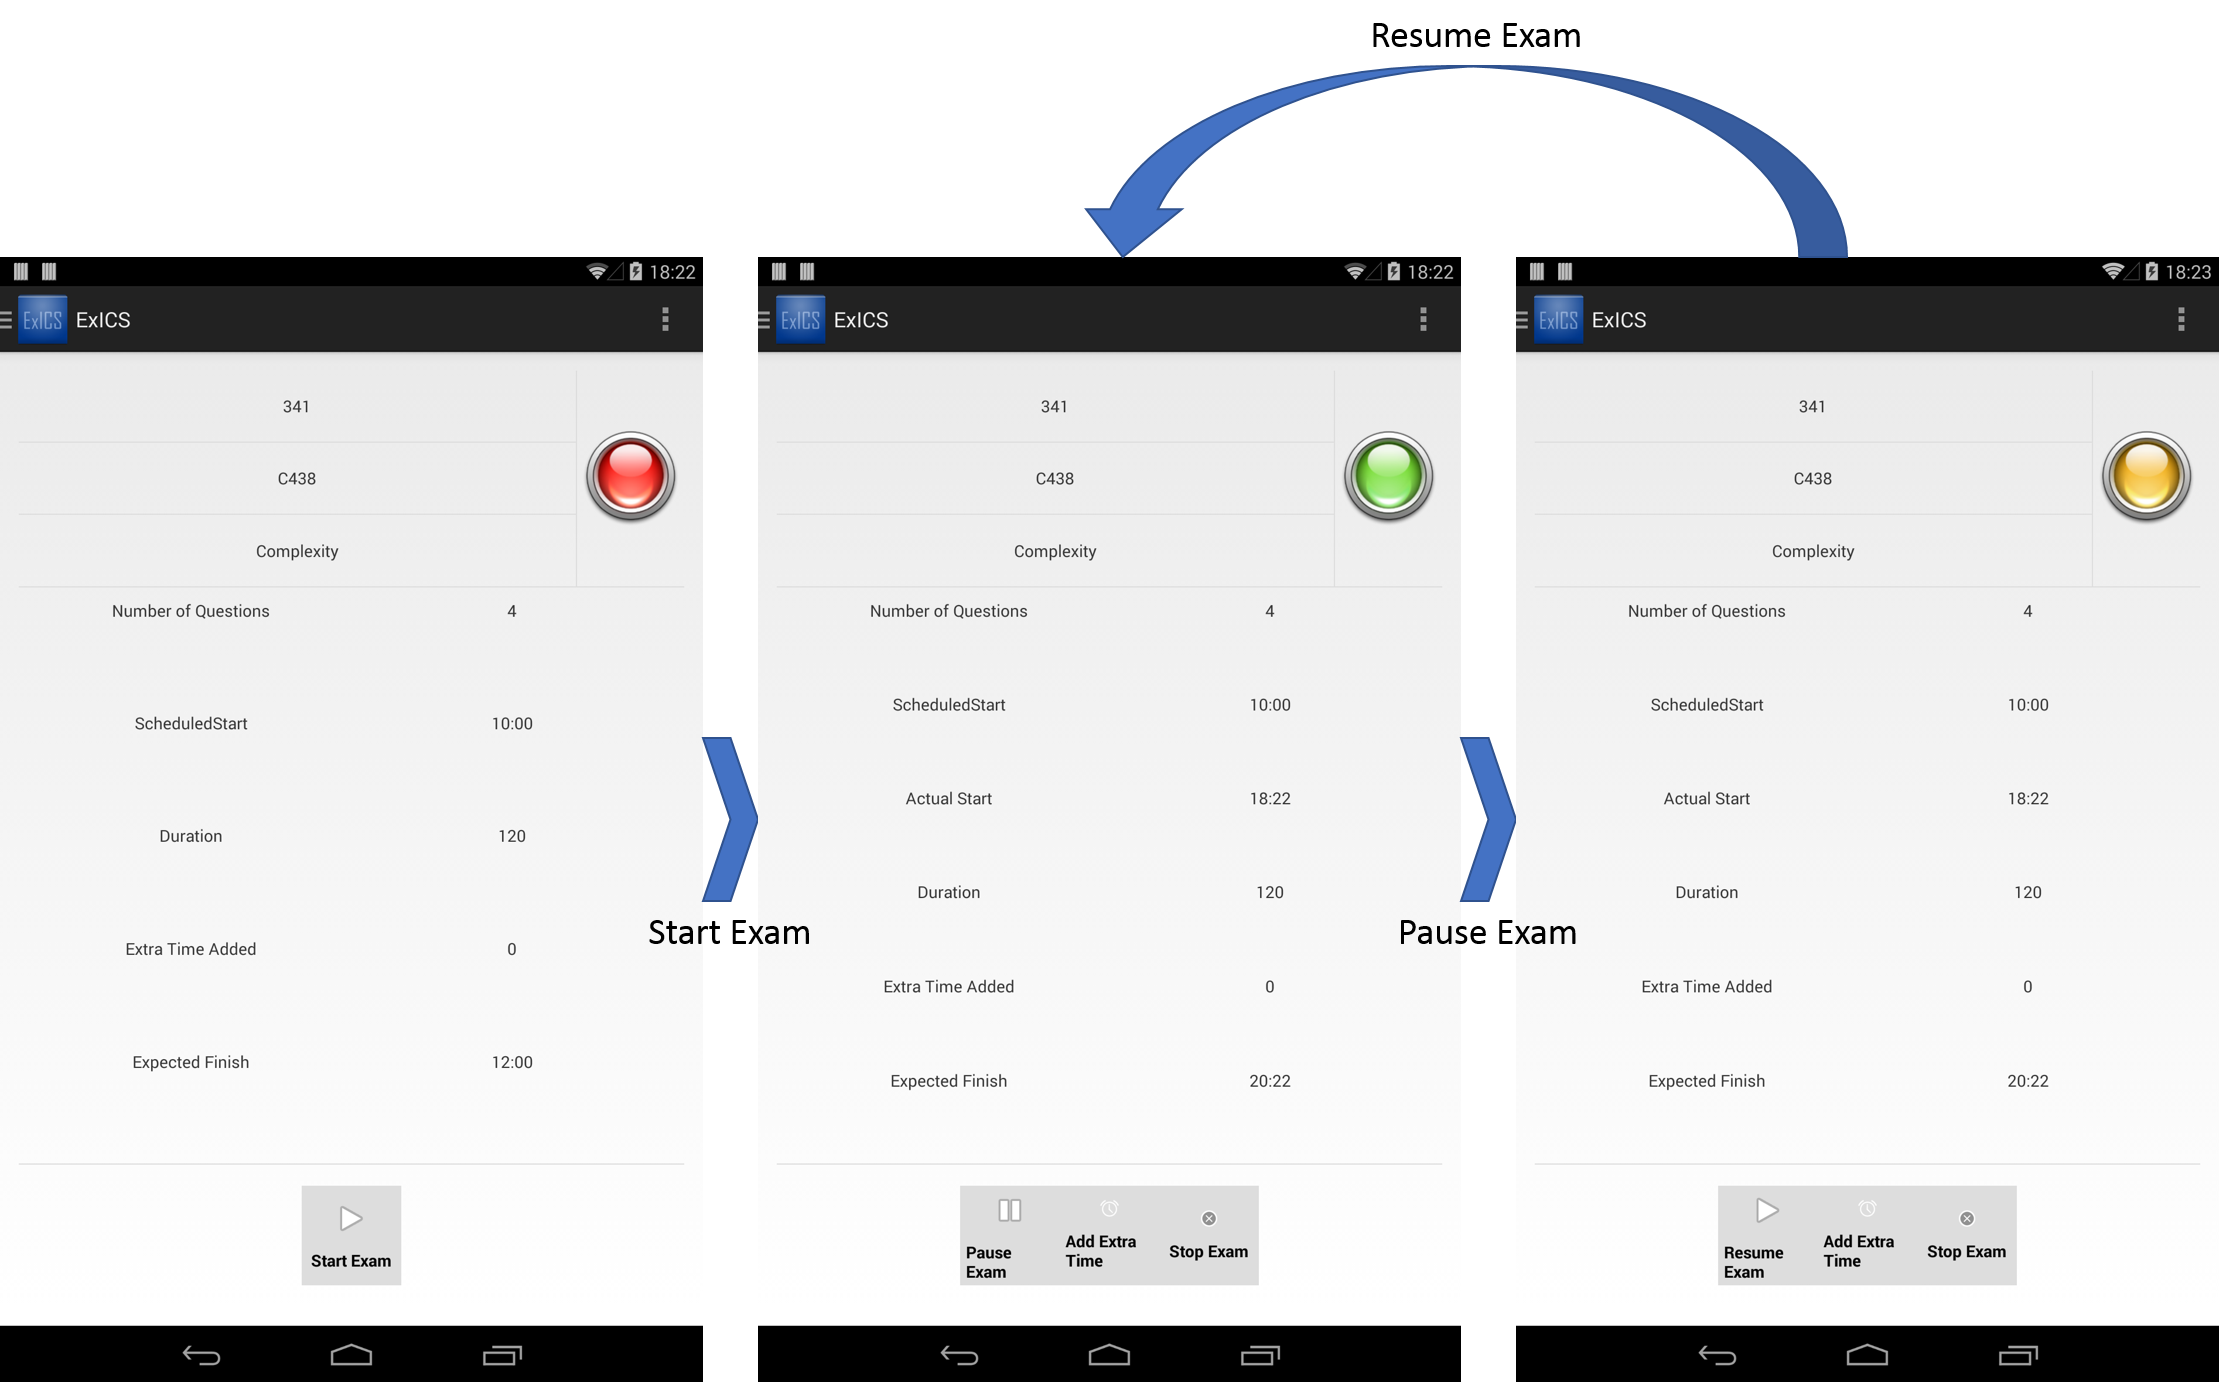 Resume Exam
18:22
ExICS
ExICS
341
C438
Complexity
Number of Questions 4
ScheduledStart 10:00
Duration 120
Extra Time Added 0
Expected Finish 12:00
Start Exam
Start Exam
18:22
ExICS
ExICS
341
C438
Complexity
Number of Questions 4
ScheduledStart 10:00
Actual Start 18:22
Duration 120
Extra Time Added 0
Expected Finish 20:22
Pause
Exam
Add Extra
Time
Stop Exam
Pause Exam
18:23
ExICS
ExICS
341
C438
Complexity
Number of Questions 4
ScheduledStart 10:00
Actual Start 18:22
Duration 120
Extra Time Added 0
Expected Finish 20:22
Resume
Exam
Add Extra
Time
Stop Exam